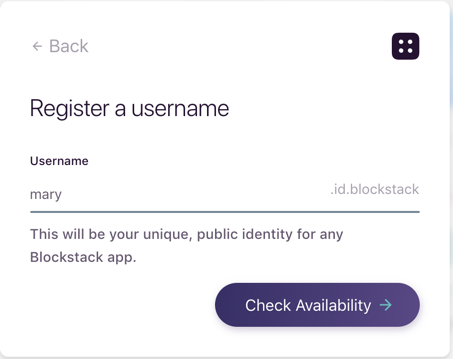 ← Back
Register a username
Username
mary
.id.blockstack
This will be your unique, public identity for any
Blockstack app.
Check Availability →